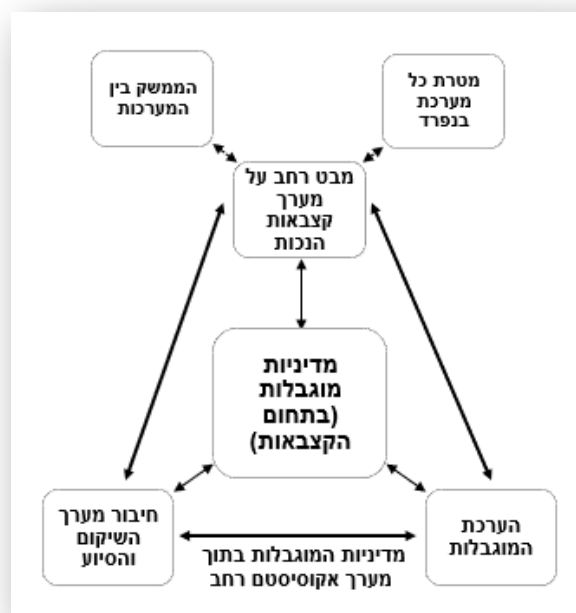 מטרת כל
מערכת
בנפרד
הממשק בין
המערכות
מבט רחב על
מערך
קצבאות
הנכות
מדיניות
מוגבלות
(בתחום
הקצבאות)
הערכת
המוגבלות
חיבור מערך
השיקום
והסיוע
מדיניות המוגבלות בתוך
מערך אקוסיסטם רחב